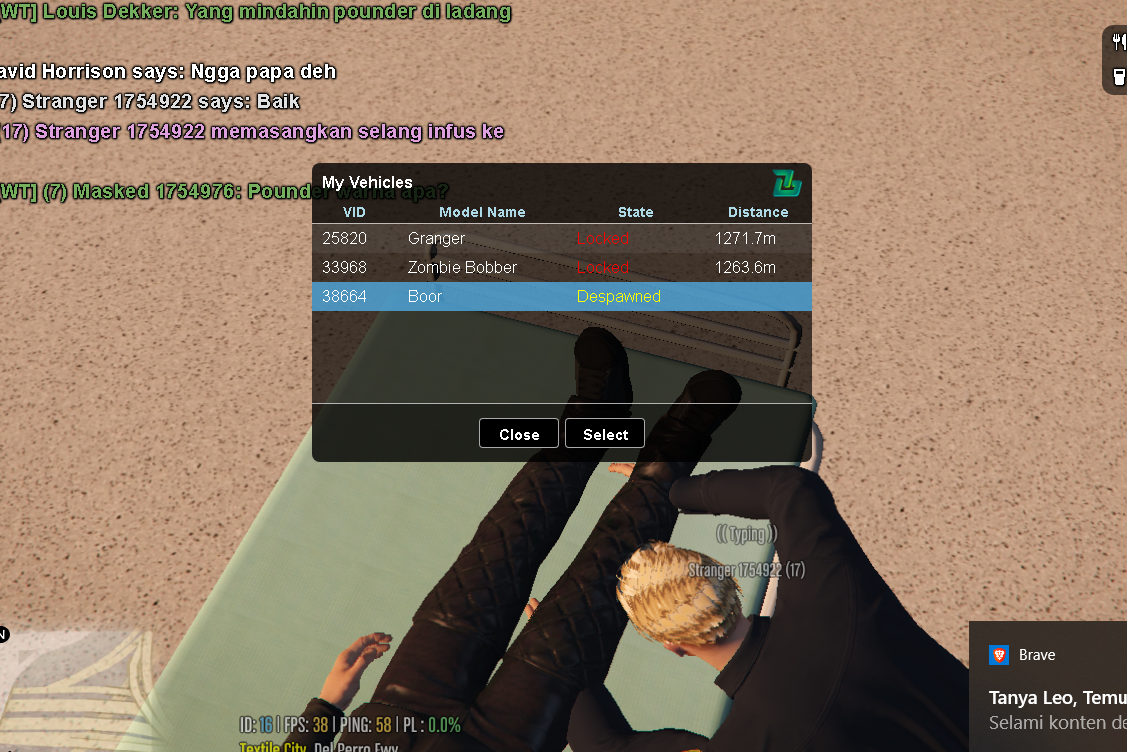 [WT] Louis Dekker: Yang mindahin pounder di ladang
avid Horrison says: Ngga papa deh
7) Stranger 1754922 says: Baik
(17) Stranger 1754922 memasangkan selang infus ke
[WT] (7) Masked 1754976: Pounder warna apa?
My Vehicles
VID Model Name State Distance
25820 Granger Locked 1271.7m
33968 Zombie Bobber Locked 1263.6m
38664 Boor Despawned
Close Select
(( Typing ))
Stranger 1754922 (17)
N
Brave
Tanya Leo, Temu
Selami konten de
ID: 16 | FPS: 38 | PING: 58 | PL : 0.0%
Textile City, Del Perro Fwy